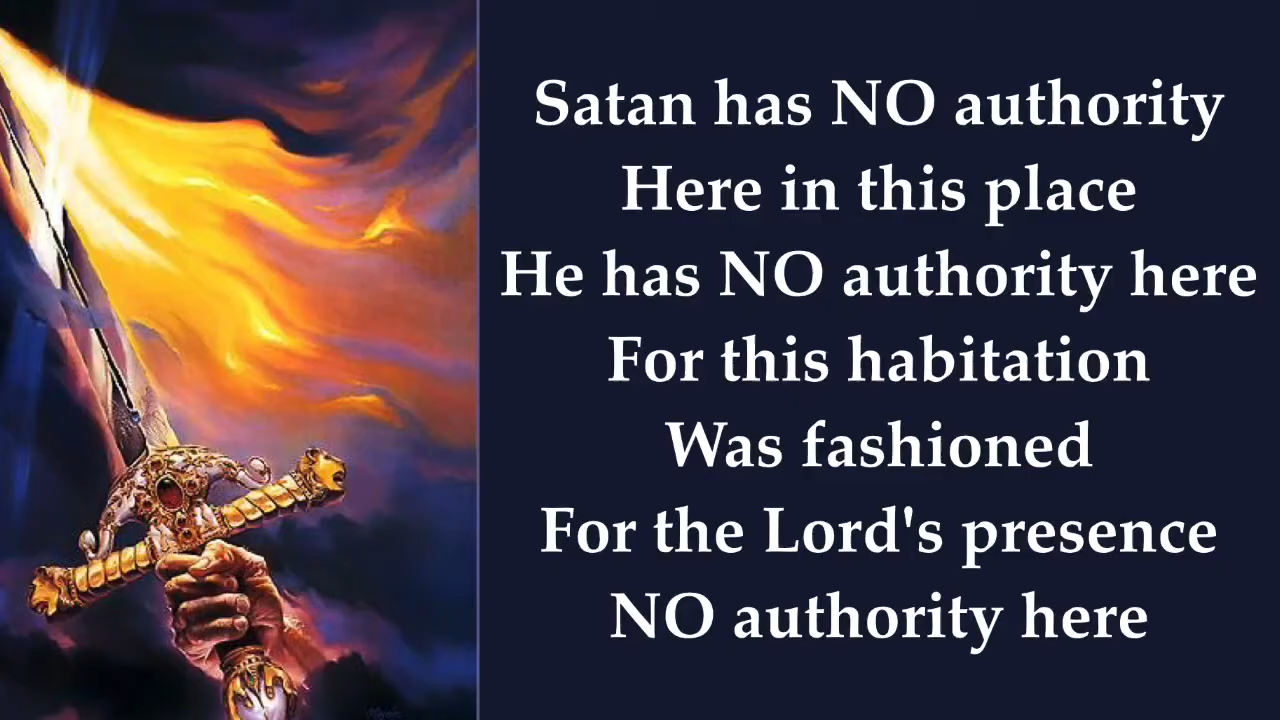 Satan has NO authority
Here in this place
He has NO authority here
For this habitation
Was fashioned
For the Lord's presence
NO authority here